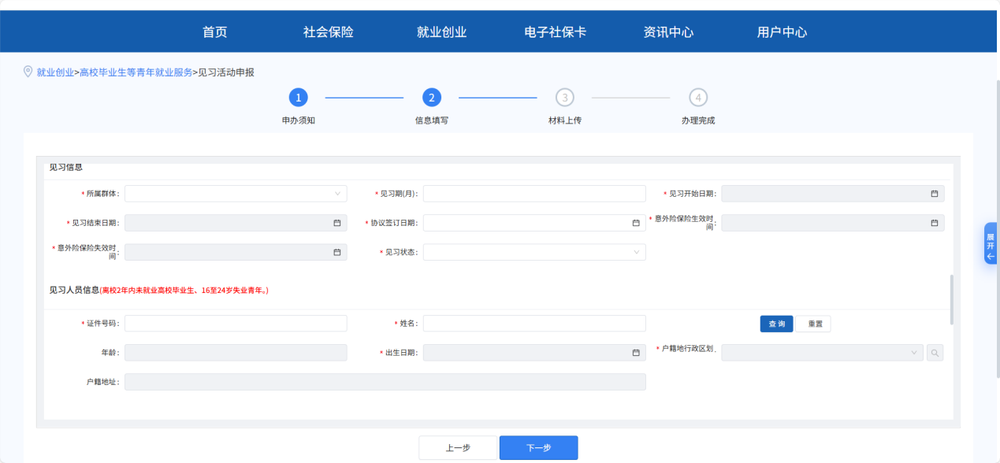 首页 社会保险 就业创业 电子社保卡 资讯中心 用户中心
就业创业>高校毕业生等青年就业服务>见习活动申报
1 2 3 4
申办须知 信息填写 材料上传 办理完成
见习信息
* 所属群体: * 见习期(月): * 见习开始日期:
* 见习结束日期: * 协议签订日期: * 意外险保险生效时间:
* 意外险保险失效时间: * 见习状态:
展开
见习人员信息(离校2年内未就业高校毕业生、16至24岁失业青年。)
* 证件号码: * 姓名: 查询 重置
年龄: * 出生日期: * 户籍地行政区划:
户籍地址:
上一步 下一步